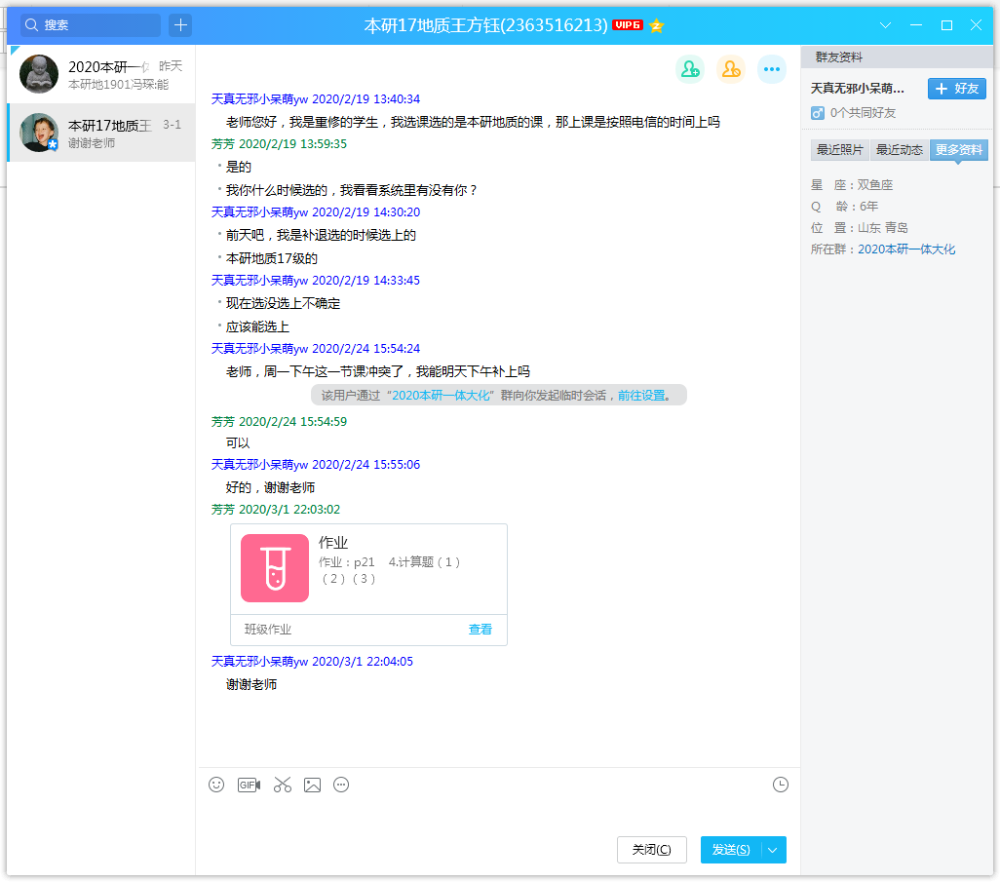 搜索
本研17地质王方钰(2363516213) VIP6
2020本研一 昨天
本研地1901冯琛:能
本研17地质王 3-1
谢谢老师
天真无邪小呆萌yw 2020/2/19 13:40:34
老师您好，我是重修的学生，我选课选的是本研地质的课，那上课是按照电信的时间上吗
芳芳 2020/2/19 13:59:35
是的
我你什么时候选的，我看看系统里有没有你？
天真无邪小呆萌yw 2020/2/19 14:30:20
前天吧，我是补退选的时候选上的
本研地质17级的
天真无邪小呆萌yw 2020/2/19 14:33:45
现在选没选上不确定
应该能选上
天真无邪小呆萌yw 2020/2/24 15:54:24
老师，周一下午这一节课冲突了，我能明天下午补上吗
该用户通过“2020本研一体大化”群向你发起临时会话，前往设置。
芳芳 2020/2/24 15:54:59
可以
天真无邪小呆萌yw 2020/2/24 15:55:06
好的，谢谢老师
芳芳 2020/3/1 22:03:02
作业
作业：p21 4.计算题（1）
（2）（3）
班级作业 查看
天真无邪小呆萌yw 2020/3/1 22:04:05
谢谢老师
GIF
关闭(C) 发送(S)
群友资料
天真无邪小呆萌... 好友
0个共同好友
最近照片 最近动态 更多资料
星 座：双鱼座
Q 龄：6年
位 置：山东 青岛
所在群：2020本研一体大化